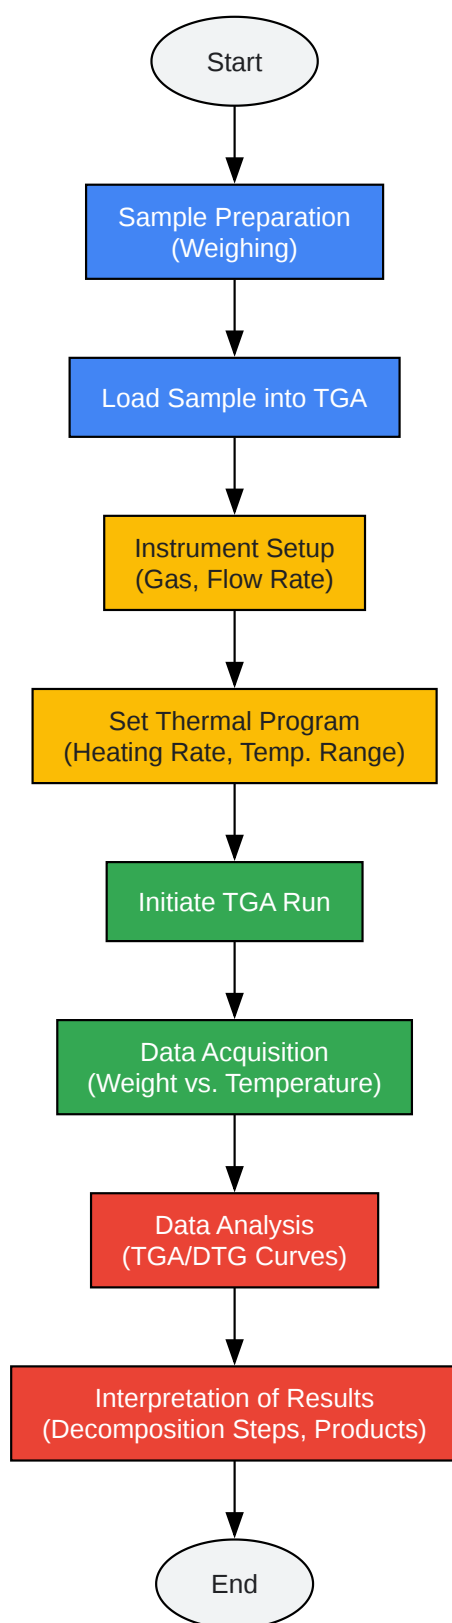 Start
Sample Preparation
(Weighing)
Load Sample into TGA
Instrument Setup
(Gas, Flow Rate)
Set Thermal Program
(Heating Rate, Temp. Range)
Initiate TGA Run
Data Acquisition
(Weight vs. Temperature)
Data Analysis
(TGA/DTG Curves)
Interpretation of Results
(Decomposition Steps, Products)
End